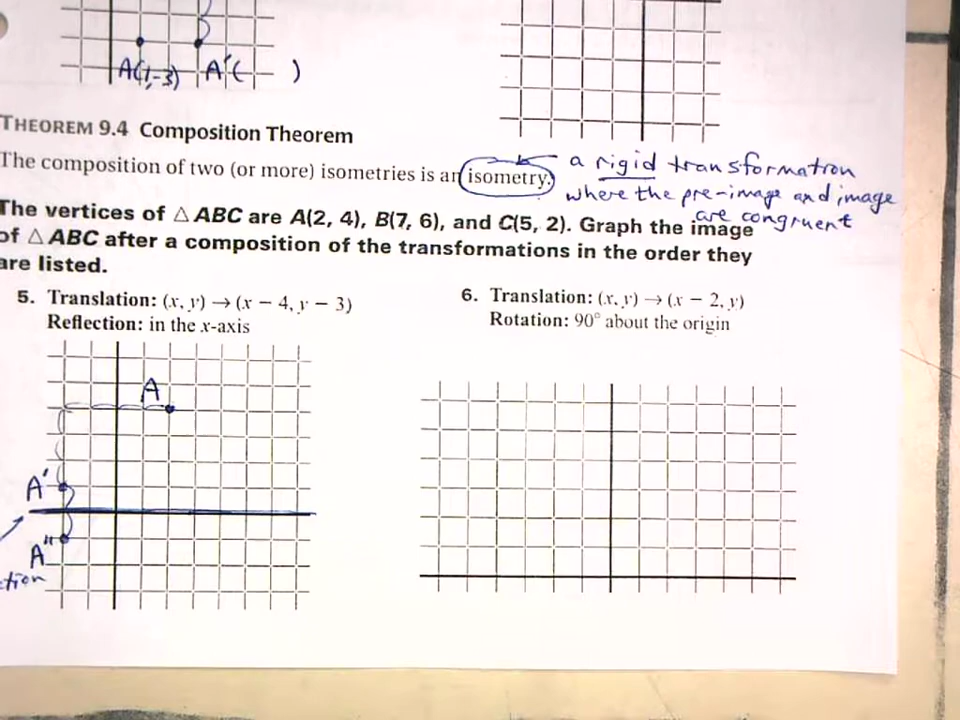 A(1,-3) A'( )
THEOREM 9.4 Composition Theorem
The composition of two (or more) isometries is an isometry.
a rigid transformation
where the pre-image and image
are congruent
The vertices of △ABC are A(2, 4), B(7, 6), and C(5, 2). Graph the image
of △ABC after a composition of the transformations in the order they
are listed.
5. Translation: (x, y) → (x − 4, y − 3)
Reflection: in the x-axis
6. Translation: (x, y) → (x − 2, y)
Rotation: 90° about the origin
A
A'
A"